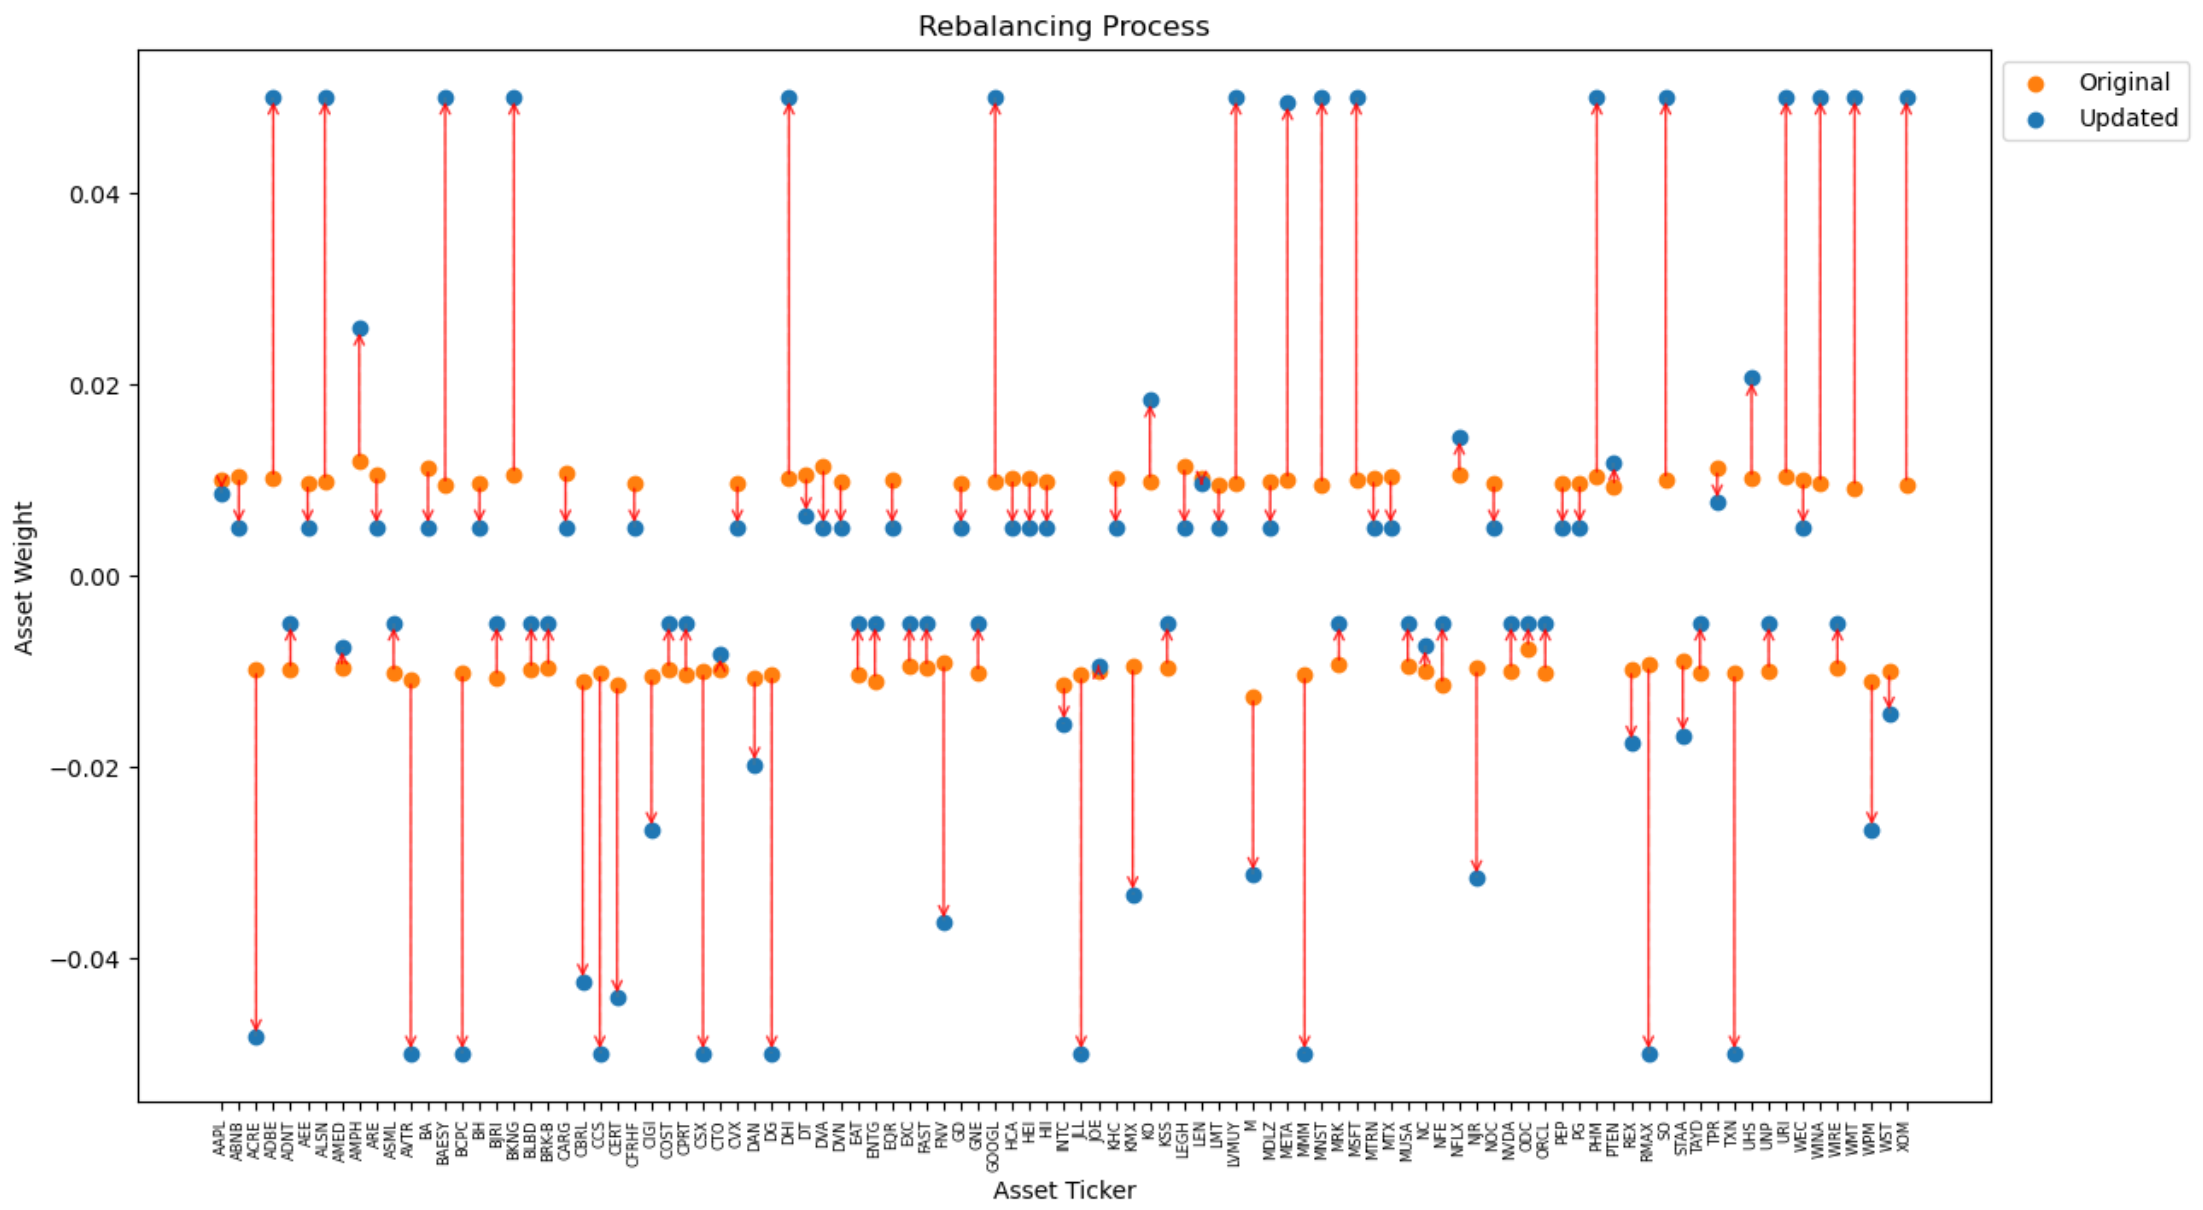 Rebalancing Process
Original
Updated
0.04
0.02
0.00
−0.02
−0.04
Asset Weight
AAPL
ABNB
ACRE
ADBE
ADNT
AEE
ALSN
AMED
AMPH
ARE
ASML
AVTR
BA
BAESY
BCPC
BH
BJRI
BKNG
BLBD
BRK-B
CARG
CBRL
CCS
CERT
CFRHF
CIGI
COST
CPRT
CSX
CTO
CVX
DAN
DG
DHI
DT
DVA
DVN
EAT
ENTG
EQR
EXC
FAST
FNV
GD
GNE
GOOGL
HCA
HEI
HII
INTC
JLL
JOE
KHC
KMX
KO
KSS
LEGH
LEN
LMT
LVMUY
M
MDLZ
META
MMM
MNST
MRK
MSFT
MTRN
MTX
MUSA
NC
NFE
NFLX
NJR
NOC
NVDA
ODC
ORCL
PEP
PG
PHM
PTEN
REX
RMAX
SO
STAA
TAYD
TPR
TXN
UHS
UNP
URI
WEC
WINA
WIRE
WMT
WPM
WST
XOM
Asset Ticker